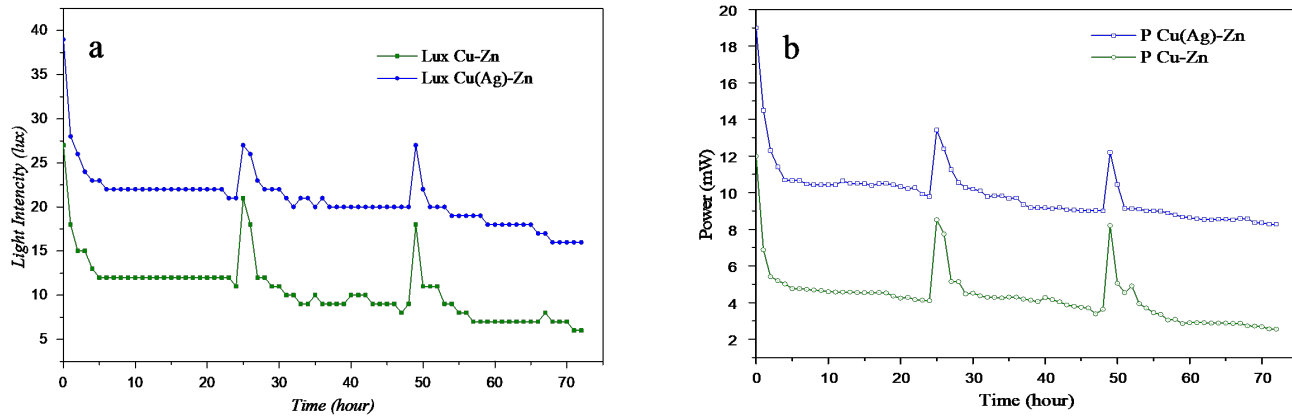 a
Lux Cu-Zn
Lux Cu(Ag)-Zn
Light Intencity (lux)
40
35
30
25
20
15
10
5
0 10 20 30 40 50 60 70
Time (hour)
b
P Cu(Ag)-Zn
P Cu-Zn
Power (mW)
20
18
16
14
12
10
8
6
4
2
0 10 20 30 40 50 60 70
Time (hour)